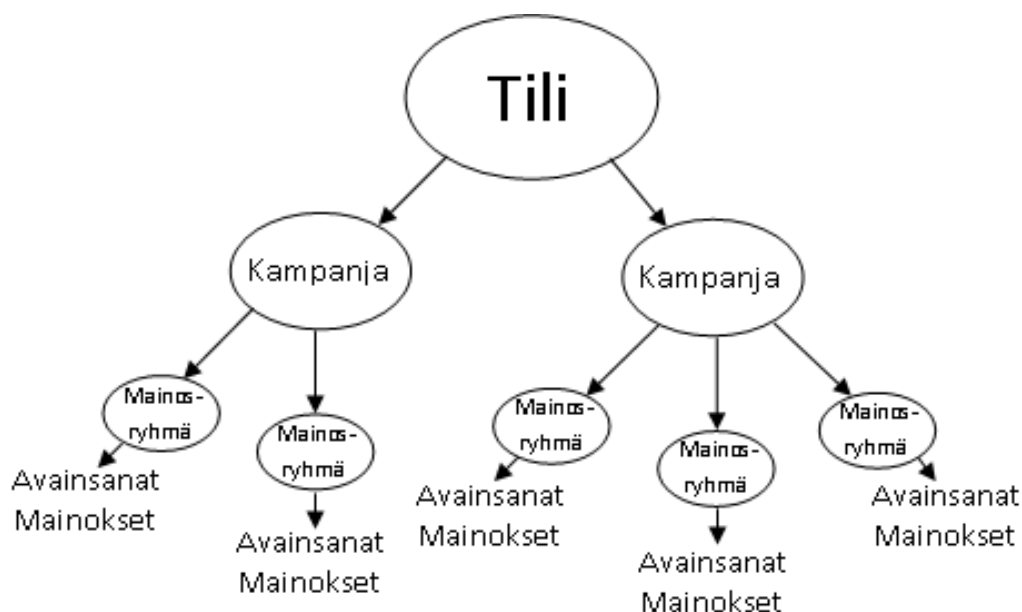 Tili
Kampanja
Kampanja
Mainos-
ryhmä
Avainsanat
Mainokset
Mainos-
ryhmä
Avainsanat
Mainokset
Mainos-
ryhmä
Avainsanat
Mainokset
Mainos-
ryhmä
Avainsanat
Mainokset
Mainos-
ryhmä
Avainsanat
Mainokset